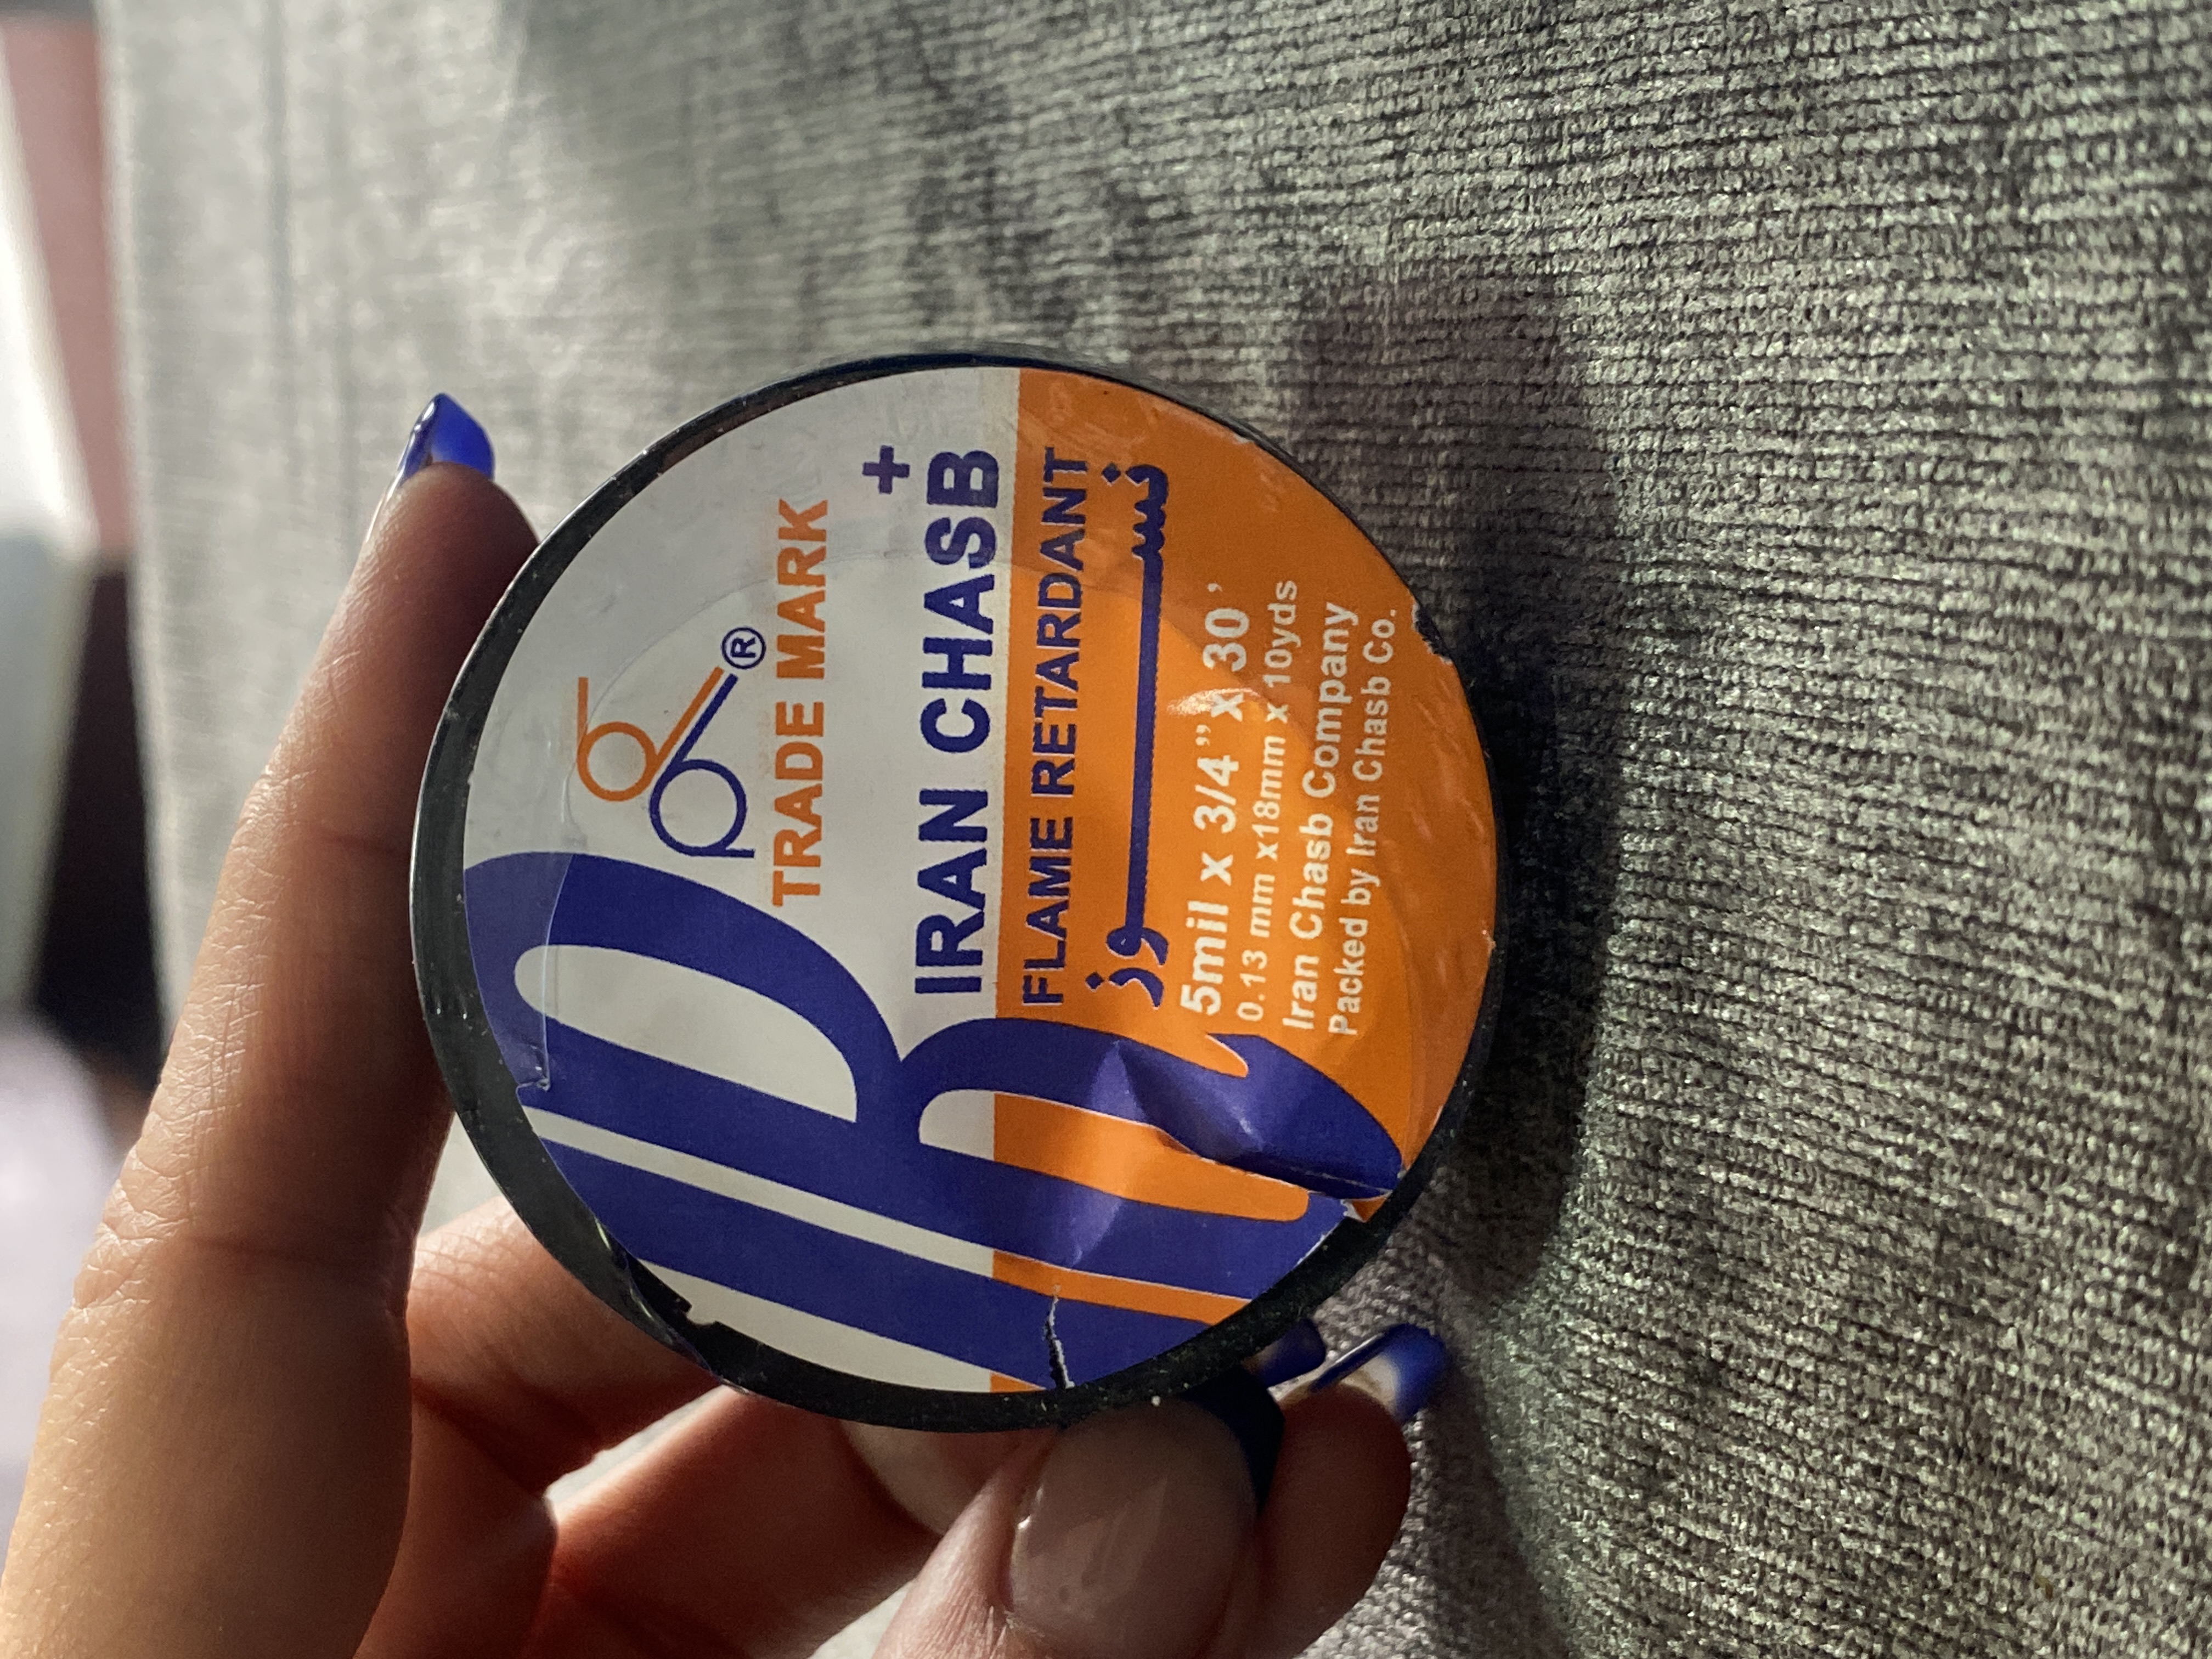 ®
TRADE MARK
IRAN CHASB+
FLAME RETARDANT
نسوز
5mil x 3/4” x 30’
0.13 mm x18mm x 10yds
Iran Chasb Company
Packed by Iran Chasb Co.